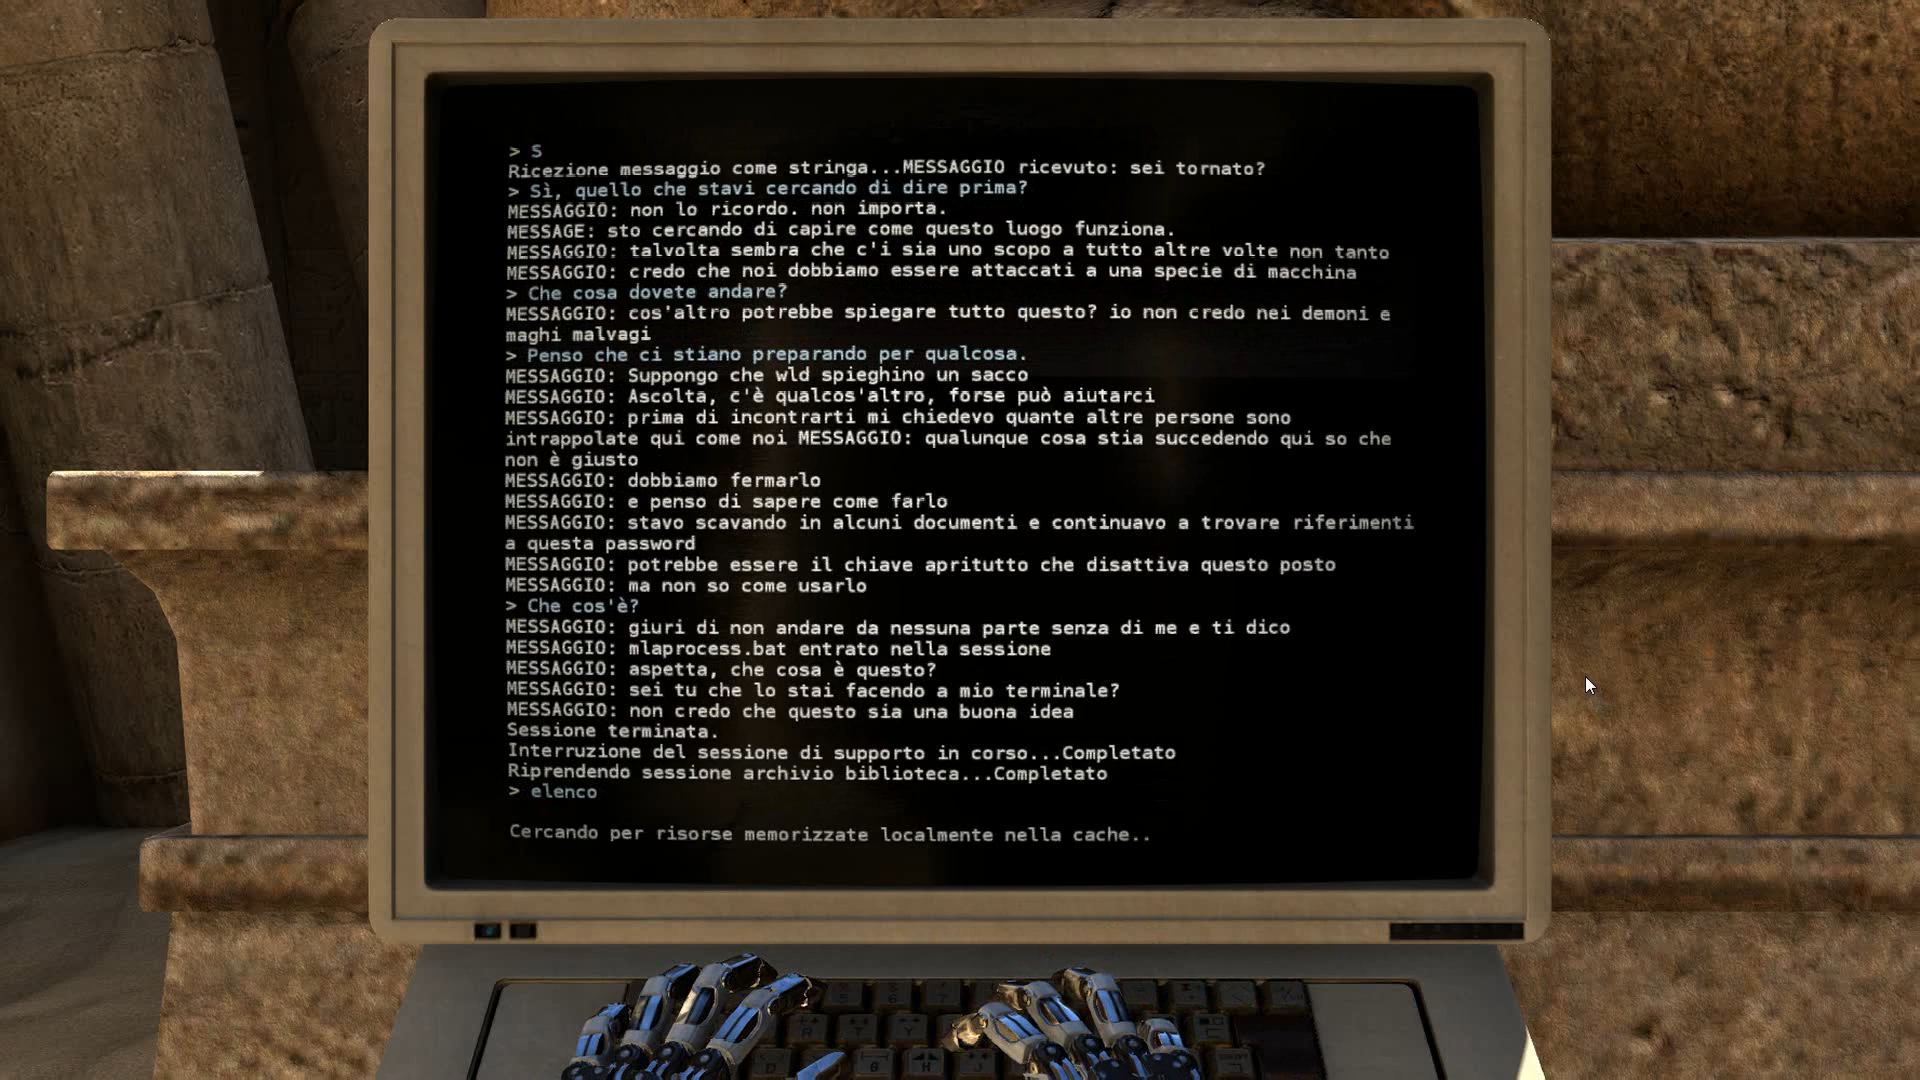 > S
Ricezione messaggio come stringa...MESSAGGIO ricevuto: sei tornato?
> Sì, quello che stavi cercando di dire prima?
MESSAGGIO: non lo ricordo. non importa.
MESSAGE: sto cercando di capire come questo luogo funziona.
MESSAGGIO: talvolta sembra che c'i sia uno scopo a tutto altre volte non tanto
MESSAGGIO: credo che noi dobbiamo essere attaccati a una specie di macchina
> Che cosa dovete andare?
MESSAGGIO: cos'altro potrebbe spiegare tutto questo? io non credo nei demoni e
maghi malvagi
> Penso che ci stiano preparando per qualcosa.
MESSAGGIO: Suppongo che wld spieghino un sacco
MESSAGGIO: Ascolta, c'è qualcos'altro, forse può aiutarci
MESSAGGIO: prima di incontrarti mi chiedevo quante altre persone sono
intrappolate qui come noi MESSAGGIO: qualunque cosa stia succedendo qui so che
non è giusto
MESSAGGIO: dobbiamo fermarlo
MESSAGGIO: e penso di sapere come farlo
MESSAGGIO: stavo scavando in alcuni documenti e continuavo a trovare riferimenti
a questa password
MESSAGGIO: potrebbe essere il chiave apritutto che disattiva questo posto
MESSAGGIO: ma non so come usarlo
> Che cos'è?
MESSAGGIO: giuri di non andare da nessuna parte senza di me e ti dico
MESSAGGIO: mlaprocess.bat entrato nella sessione
MESSAGGIO: aspetta, che cosa è questo?
MESSAGGIO: sei tu che lo stai facendo a mio terminale?
MESSAGGIO: non credo che questo sia una buona idea
Sessione terminata.
Interruzione del sessione di supporto in corso...Completato
Riprendendo sessione archivio biblioteca...Completato
> elenco
Cercando per risorse memorizzate localmente nella cache..